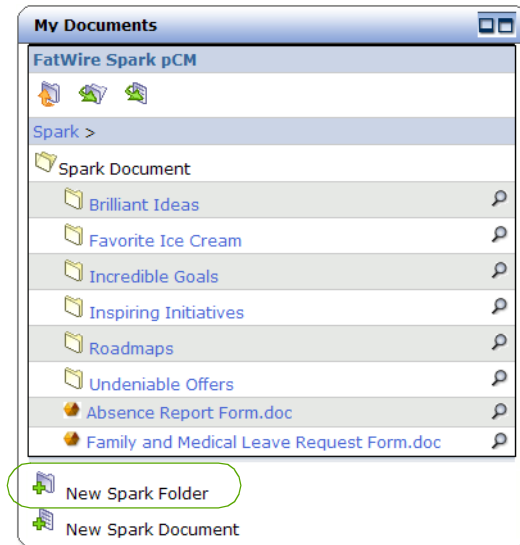 My Documents
FatWire Spark pCM
Spark >
Spark Document
Brilliant Ideas
Favorite Ice Cream
Incredible Goals
Inspiring Initiatives
Roadmaps
Undeniable Offers
Absence Report Form.doc
Family and Medical Leave Request Form.doc
New Spark Folder
New Spark Document